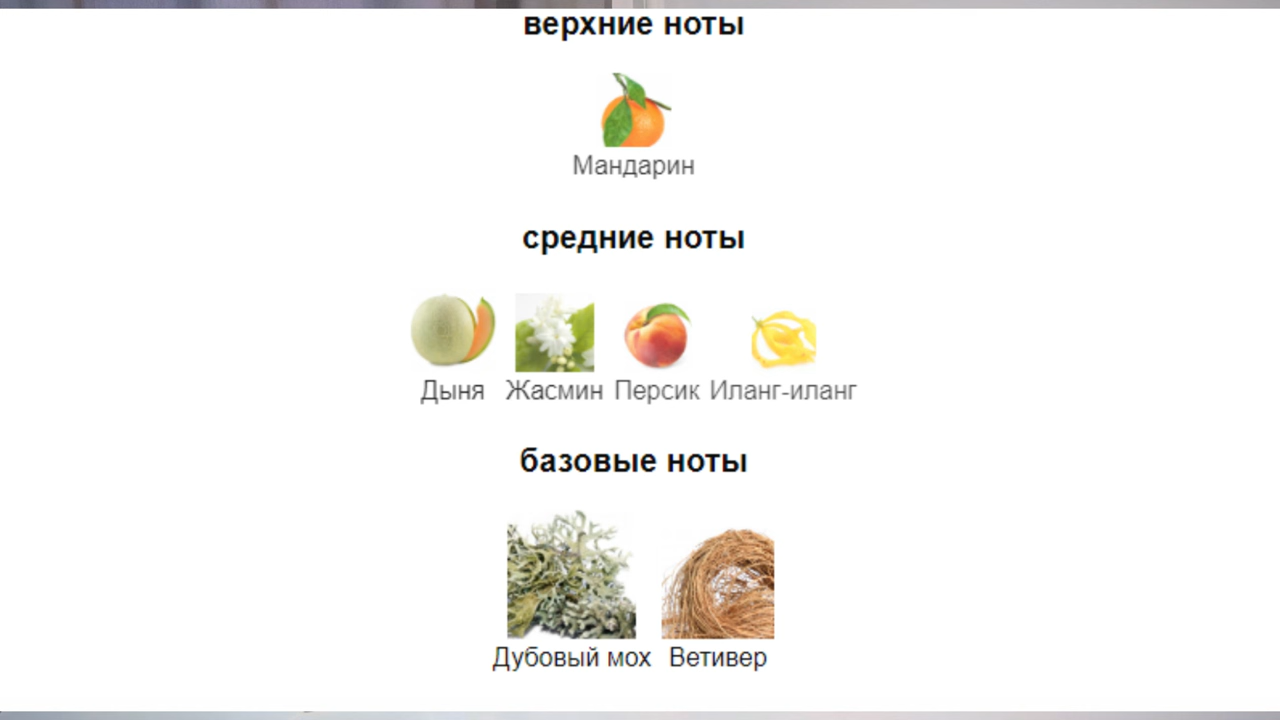 верхние ноты
Мандарин
средние ноты
Дыня Жасмин Персик Иланг-иланг
базовые ноты
Дубовый мох Ветивер